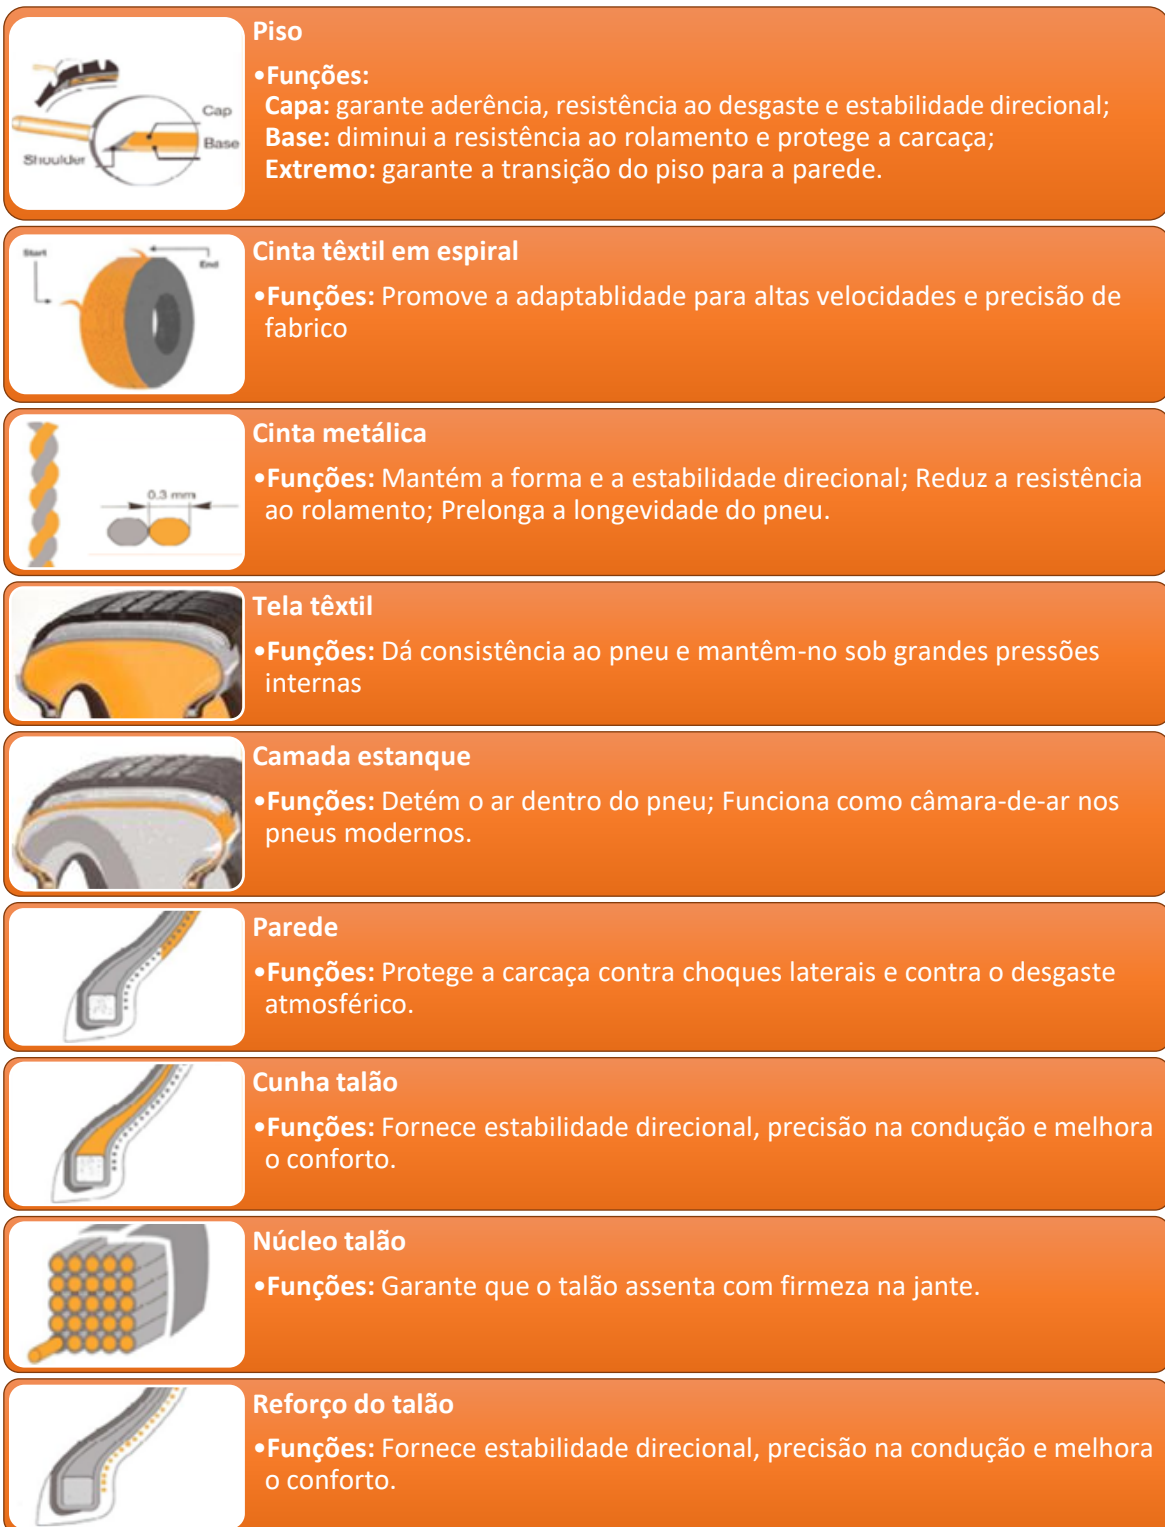 Piso
•Funções:
Capa: garante aderência, resistência ao desgaste e estabilidade direcional;
Base: diminui a resistência ao rolamento e protege a carcaça;
Extremo: garante a transição do piso para a parede.
Cap
Base
Shoulder
Cinta têxtil em espiral
•Funções: Promove a adaptablidade para altas velocidades e precisão de
fabrico
Start
End
Cinta metálica
•Funções: Mantém a forma e a estabilidade direcional; Reduz a resistência
ao rolamento; Prelonga a longevidade do pneu.
0,3 mm
Tela têxtil
•Funções: Dá consistência ao pneu e mantêm-no sob grandes pressões
internas
Camada estanque
•Funções: Detém o ar dentro do pneu; Funciona como câmara-de-ar nos
pneus modernos.
Parede
•Funções: Protege a carcaça contra choques laterais e contra o desgaste
atmosférico.
Cunha talão
•Funções: Fornece estabilidade direcional, precisão na condução e melhora
o conforto.
Núcleo talão
•Funções: Garante que o talão assenta com firmeza na jante.
Reforço do talão
•Funções: Fornece estabilidade direcional, precisão na condução e melhora
o conforto.